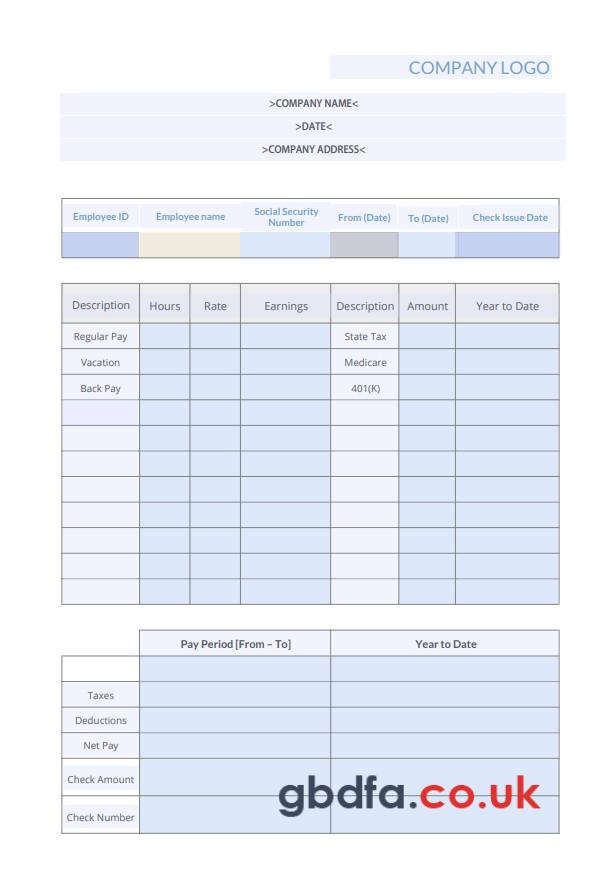 COMPANY LOGO
>COMPANY NAME<
>DATE<
>COMPANY ADDRESS<
Employee ID Employee name Social Security Number From (Date) To (Date) Check Issue Date
Description Hours Rate Earnings Description Amount Year to Date
Regular Pay State Tax
Vacation Medicare
Back Pay 401(K)
Pay Period [From – To] Year to Date
Taxes
Deductions
Net Pay
Check Amount
gbdfa.co.uk
Check Number